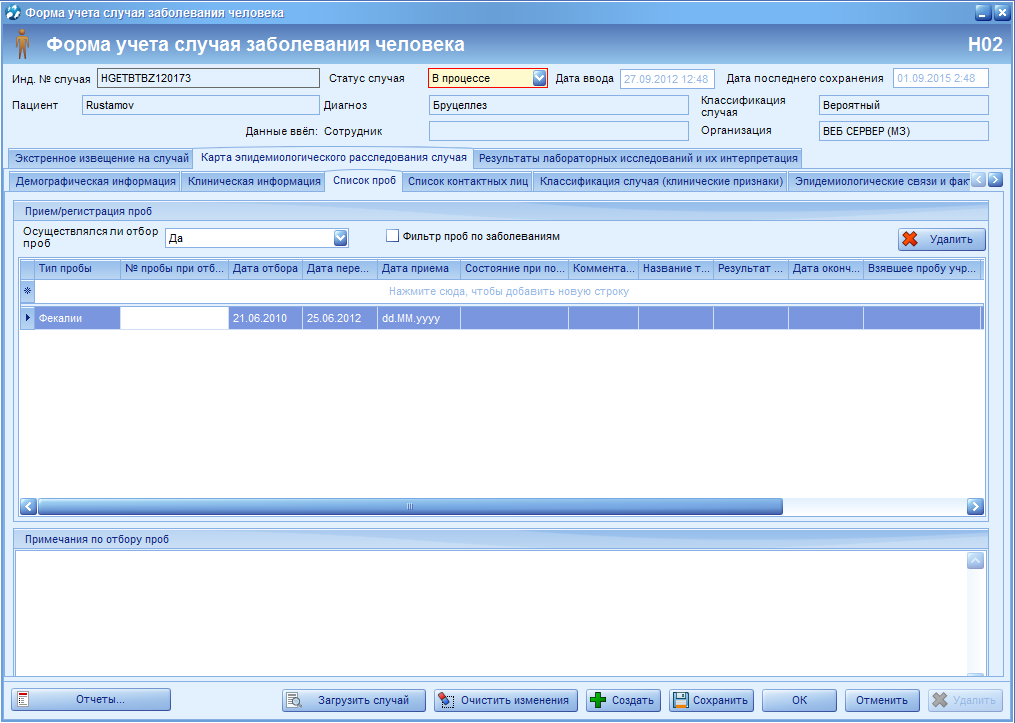 Форма учета случая заболевания человека
Форма учета случая заболевания человека H02
Инд. № случая HGETBTBZ120173 Статус случая В процессе Дата ввода 27.09.2012 12:48 Дата последнего сохранения 01.09.2015 2:48
Пациент Rustamov Диагноз Бруцеллез Классификация случая Вероятный
Данные ввёл: Сотрудник Организация ВЕБ СЕРВЕР (МЗ)
Экстренное извещение на случай Карта эпидемиологического расследования случая Результаты лабораторных исследований и их интерпретация
Демографическая информация Клиническая информация Список проб Список контактных лиц Классификация случая (клинические признаки) Эпидемиологические связи и фак
Прием/регистрация проб
Осуществлялся ли отбор проб Да Фильтр проб по заболеваниям Удалить
Тип пробы № пробы при отб... Дата отбора Дата пере... Дата приема Состояние при по... Коммента... Название т... Результат ... Дата оконч... Взявшее пробу учр...
Нажмите сюда, чтобы добавить новую строку
Фекалии 21.06.2010 25.06.2012 dd.MM.yyyy
Примечания по отбору проб
Отчеты... Загрузить случай Очистить изменения Создать Сохранить ОК Отменить Удалить